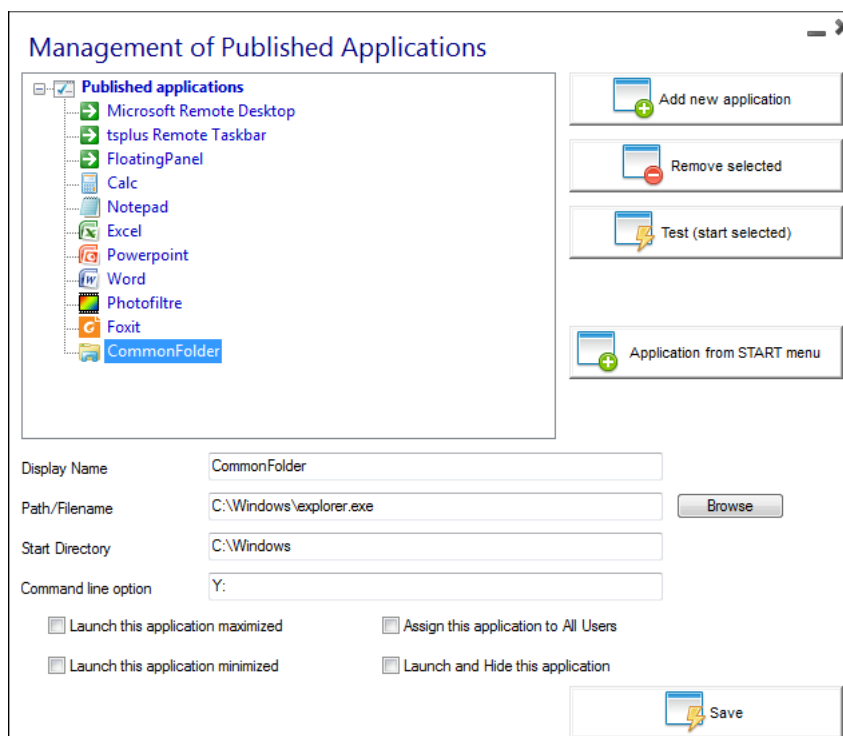 Management of Published Applications
Published applications
Microsoft Remote Desktop
tsplus Remote Taskbar
FloatingPanel
Calc
Notepad
Excel
Powerpoint
Word
Photofiltre
Foxit
CommonFolder
Add new application
Remove selected
Test (start selected)
Application from START menu
Display Name CommonFolder
Path/Filename C:\Windows\explorer.exe Browse
Start Directory C:\Windows
Command line option Y:
Launch this application maximized Assign this application to All Users
Launch this application minimized Launch and Hide this application
Save